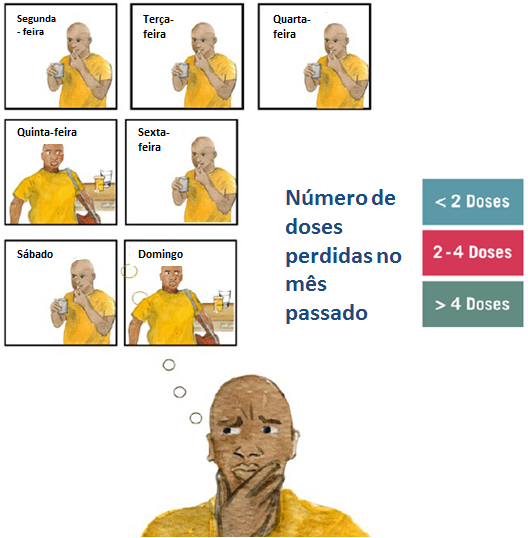 Segunda
- feira
Terça-
feira
Quarta-
feira
Quinta-feira
Sexta-
feira
Sábado
Domingo
Número de
doses
perdidas no
mês
passado
< 2 Doses
2-4 Doses
> 4 Doses